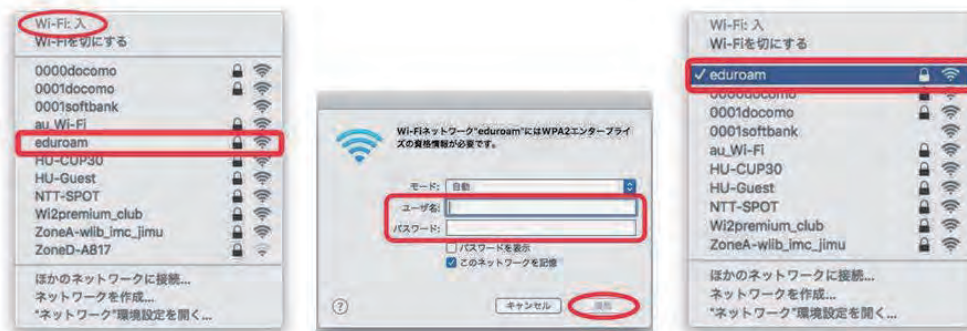 Wi-Fi: 入
Wi-Fiを切にする
0000docomo
0001docomo
0001softbank
au_Wi-Fi
eduroam
HU-CUP30
HU-Guest
NTT-SPOT
Wi2premium_club
ZoneA-wlib_imc_jimu
ZoneD-A817
ほかのネットワークに接続...
ネットワークを作成...
"ネットワーク"環境設定を開く...
Wi-Fiネットワーク"eduroam"にはWPA2エンタープライ
ズの資格情報が必要です。
モード: 自動
ユーザ名:
パスワード:
パスワードを表示
このネットワークを記憶
?
キャンセル
接続
Wi-Fi: 入
Wi-Fiを切にする
✓ eduroam
0000docomo
0001docomo
0001softbank
au_Wi-Fi
HU-CUP30
HU-Guest
NTT-SPOT
Wi2premium_club
ZoneA-wlib_imc_jimu
ほかのネットワークに接続...
ネットワークを作成...
"ネットワーク"環境設定を開く...